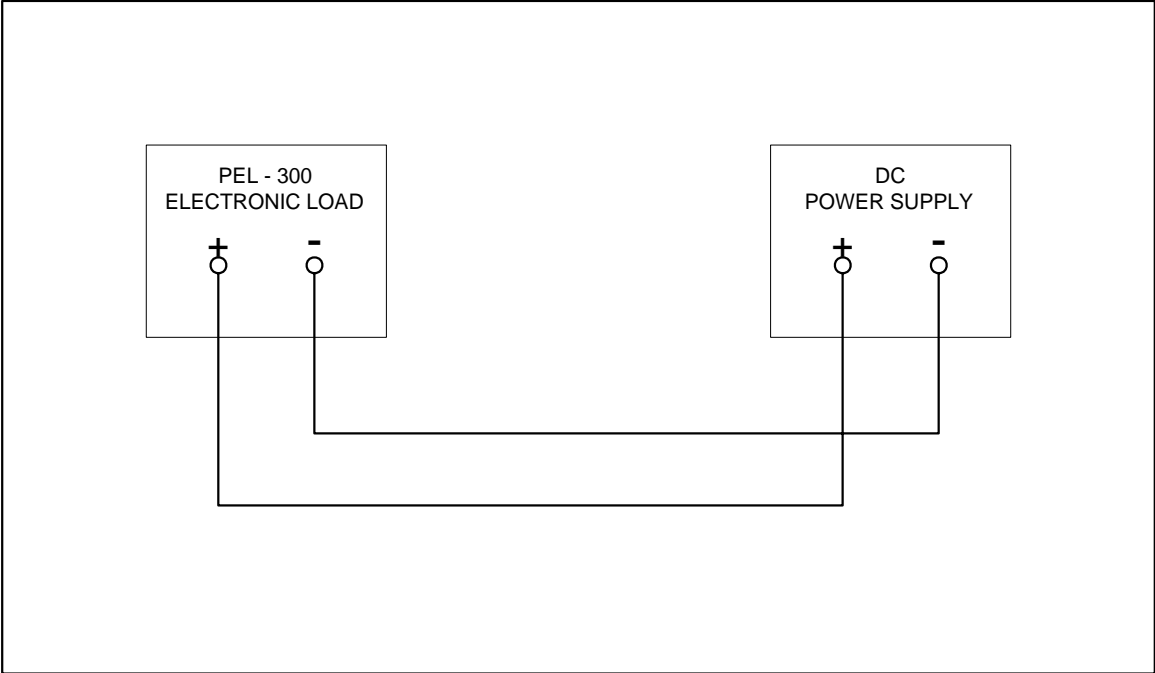 PEL - 300
ELECTRONIC LOAD
+ -
DC
POWER SUPPLY
+ -